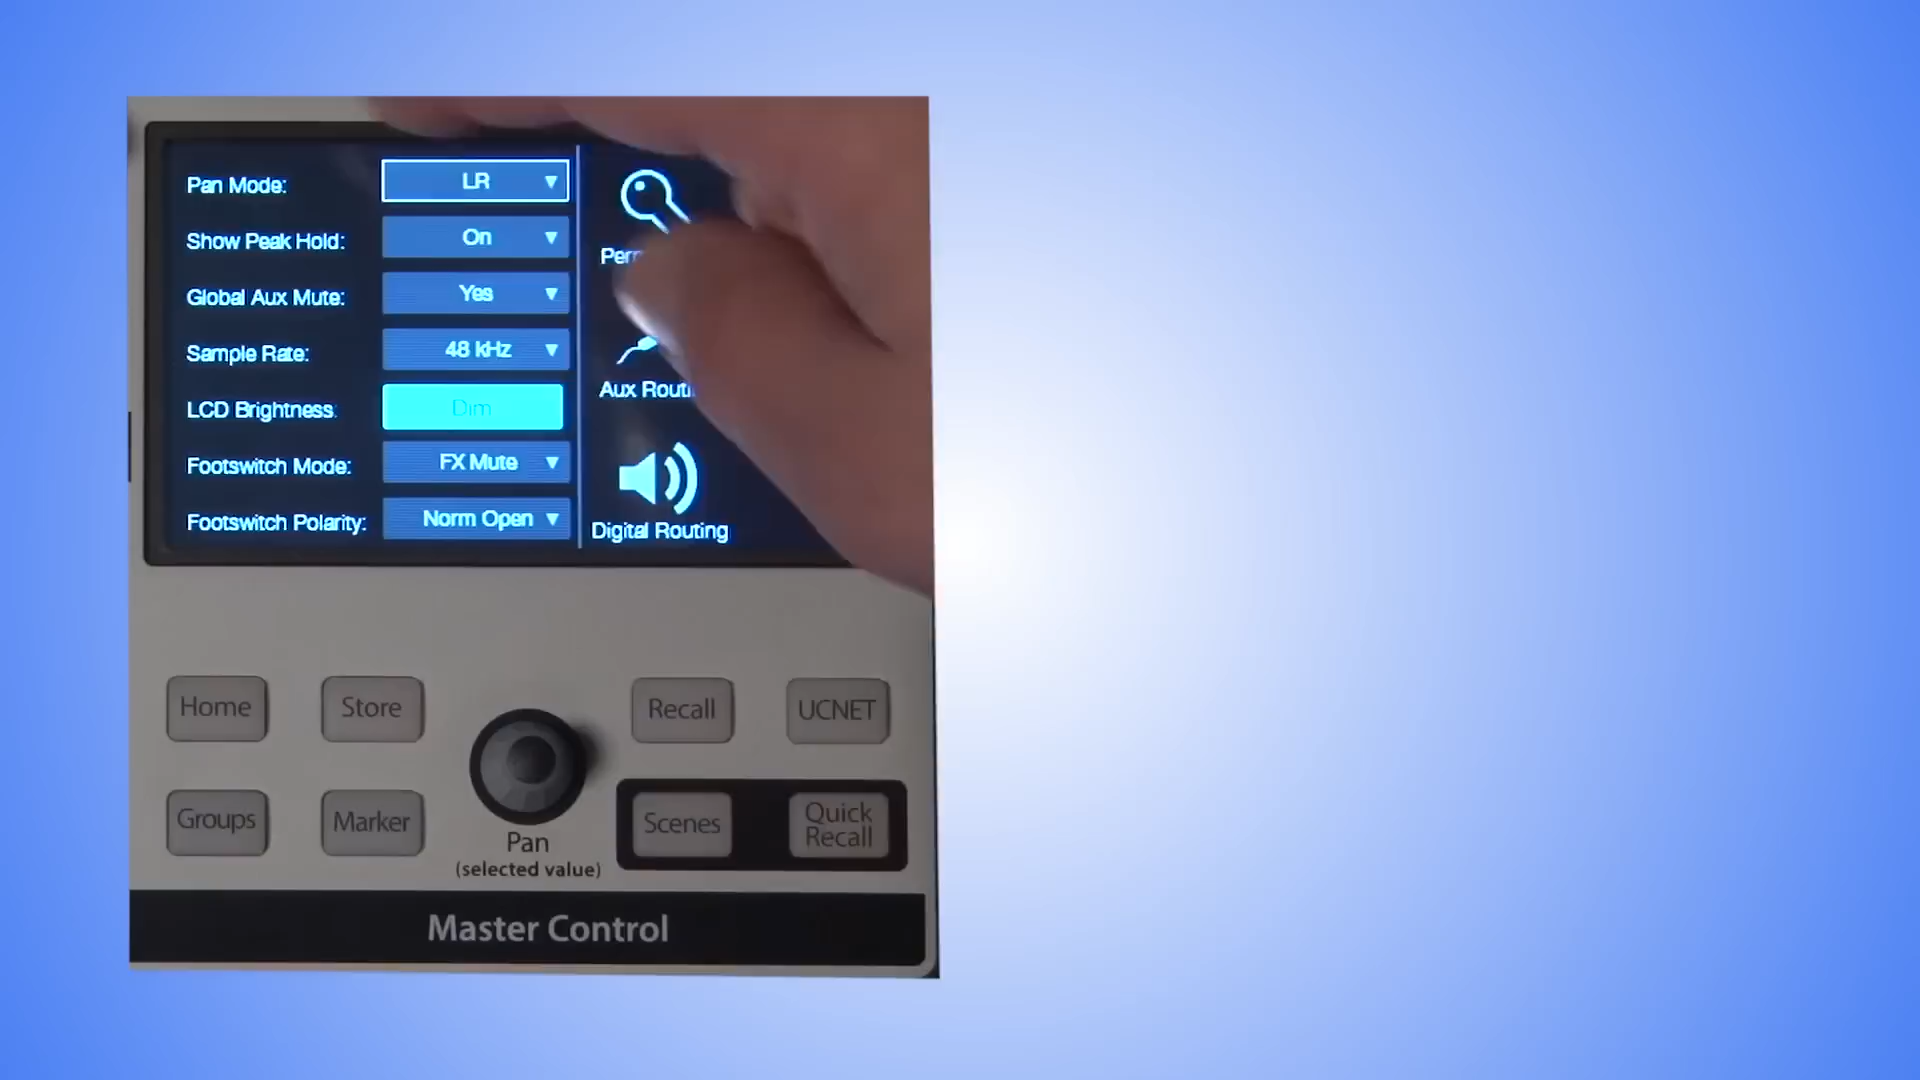 Pan Mode: LR
Show Peak Hold: On
Global Aux Mute: Yes
Sample Rate: 48 kHz
LCD Brightness: Dim
Footswitch Mode: FX Mute
Footswitch Polarity: Norm Open
Aux
Digital Routing
Home
Store
Recall
UCNET
Groups
Marker
Pan
(selected value)
Scenes
Quick
Recall
Master Control